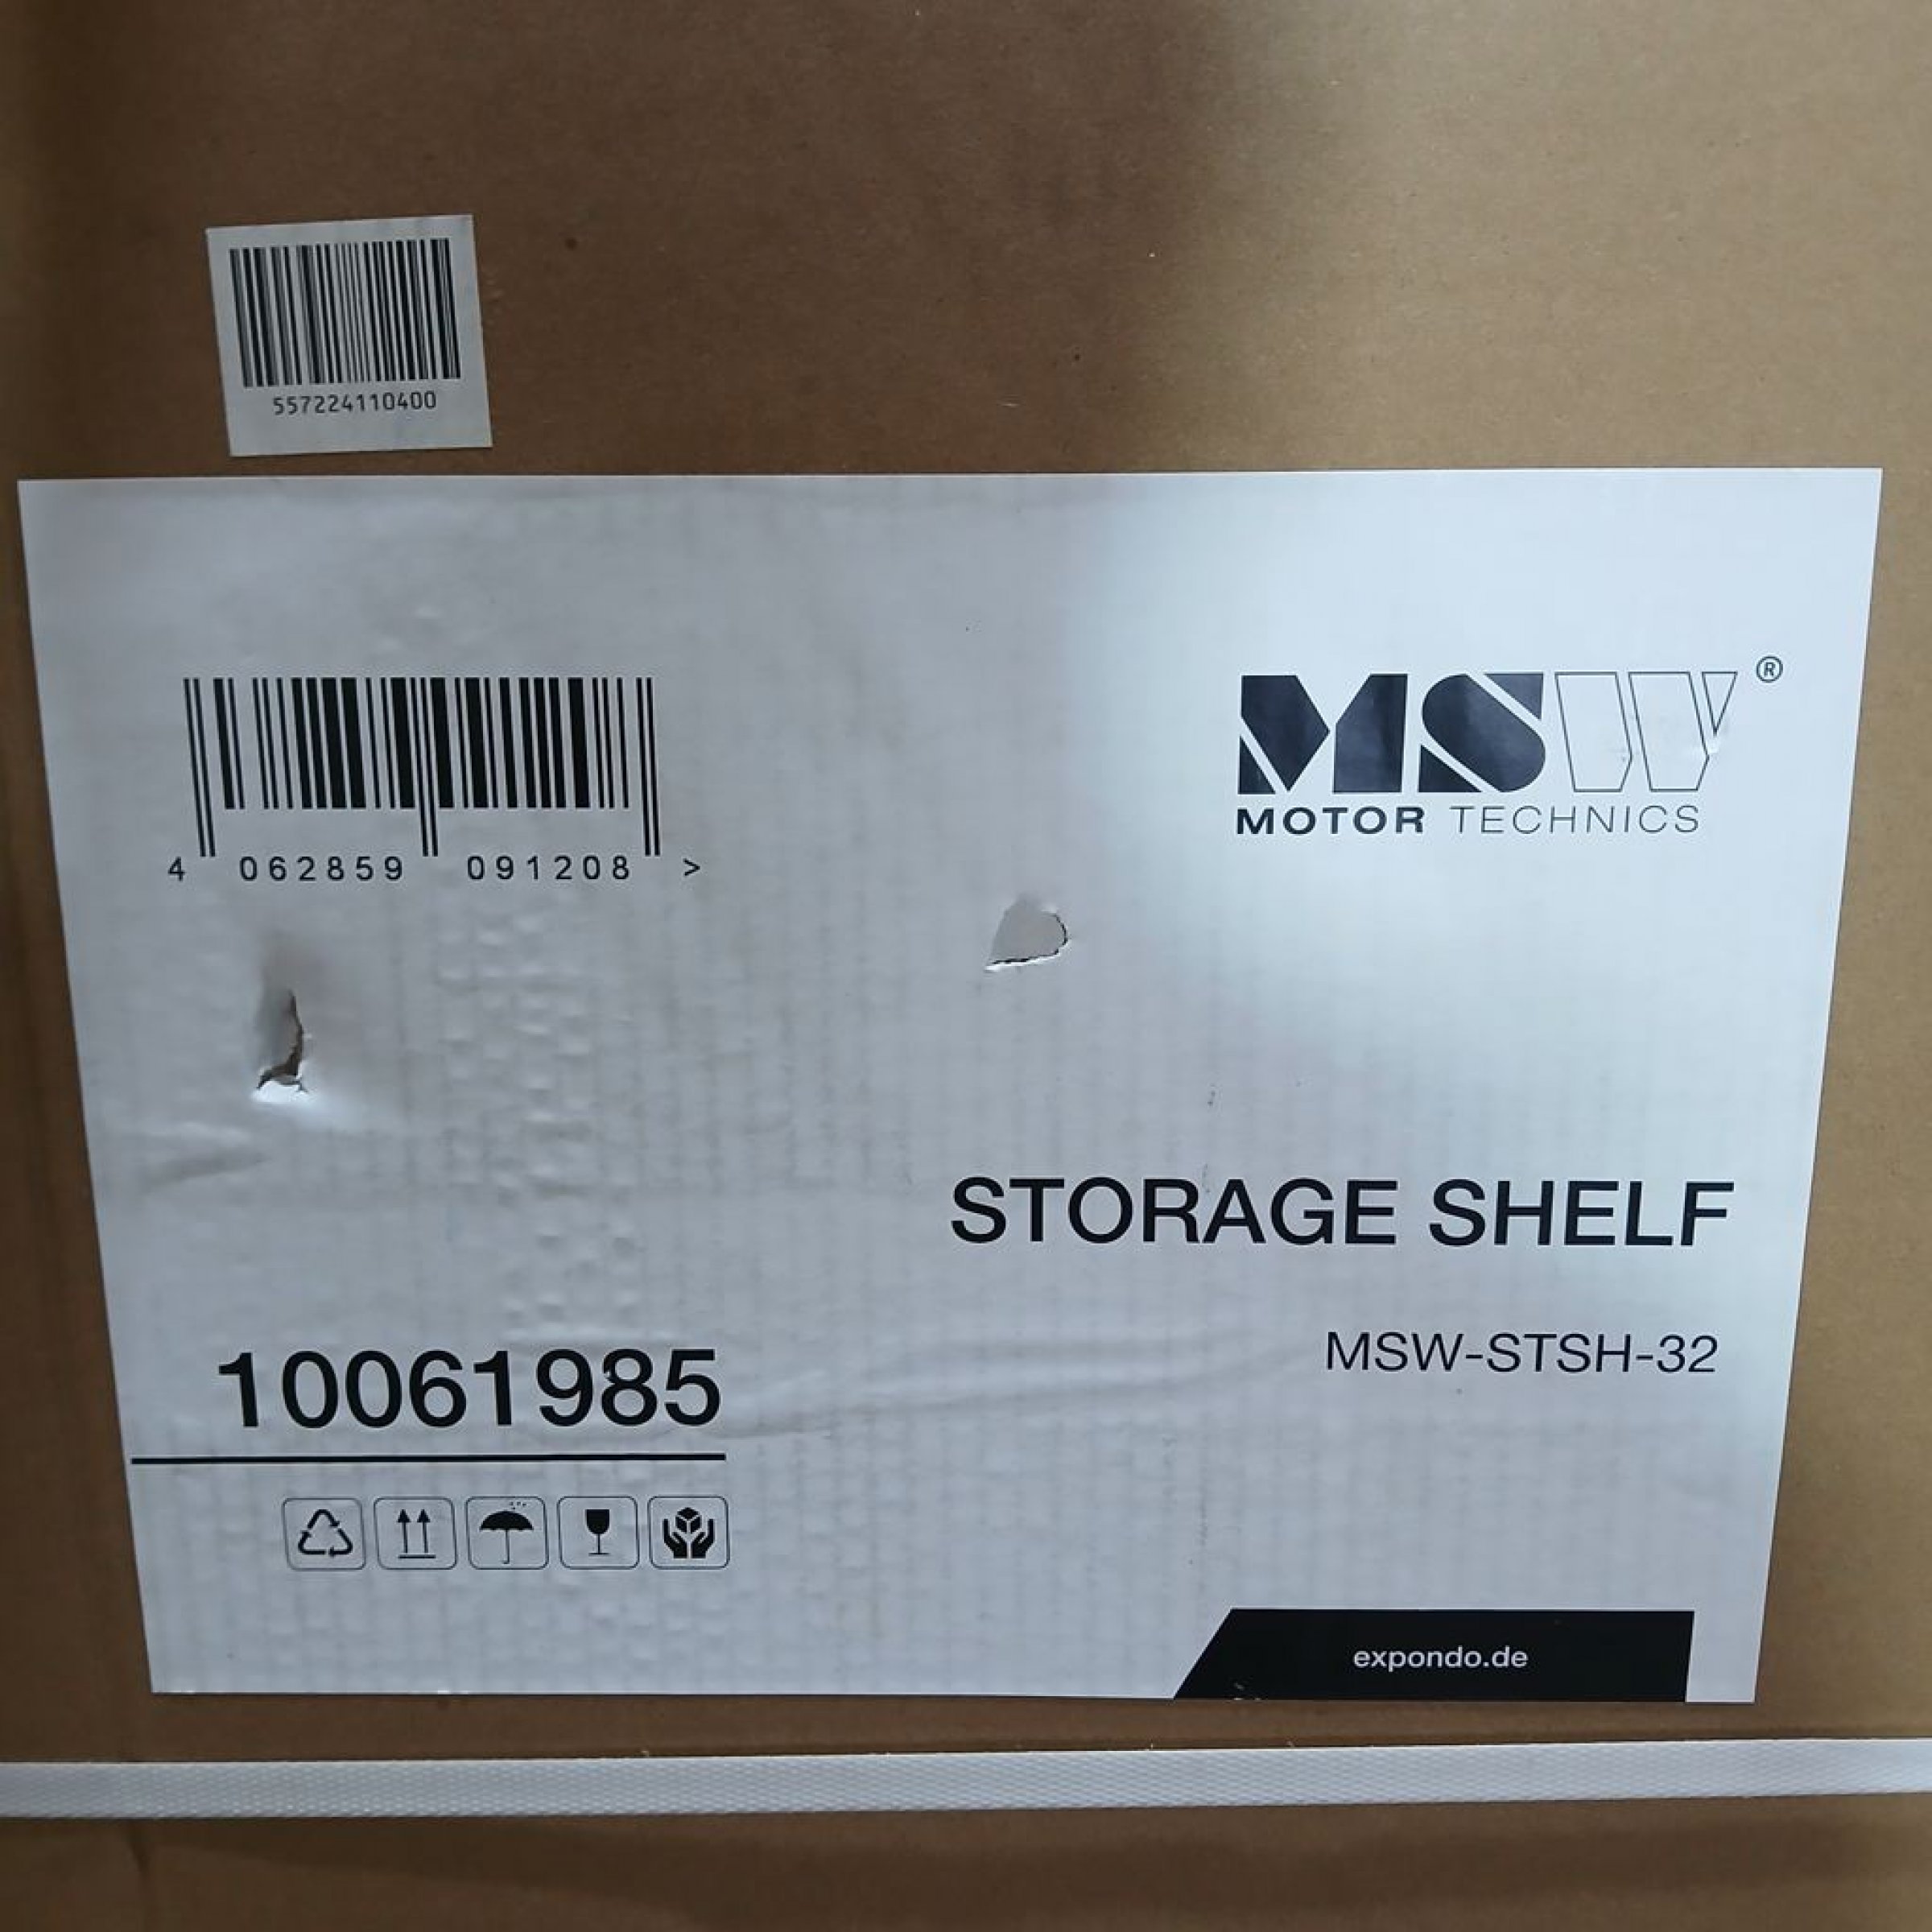 557224110400
MSW®
MOTOR TECHNICS
4 062859 091208 >
STORAGE SHELF
MSW-STSH-32
10061985
expondo.de